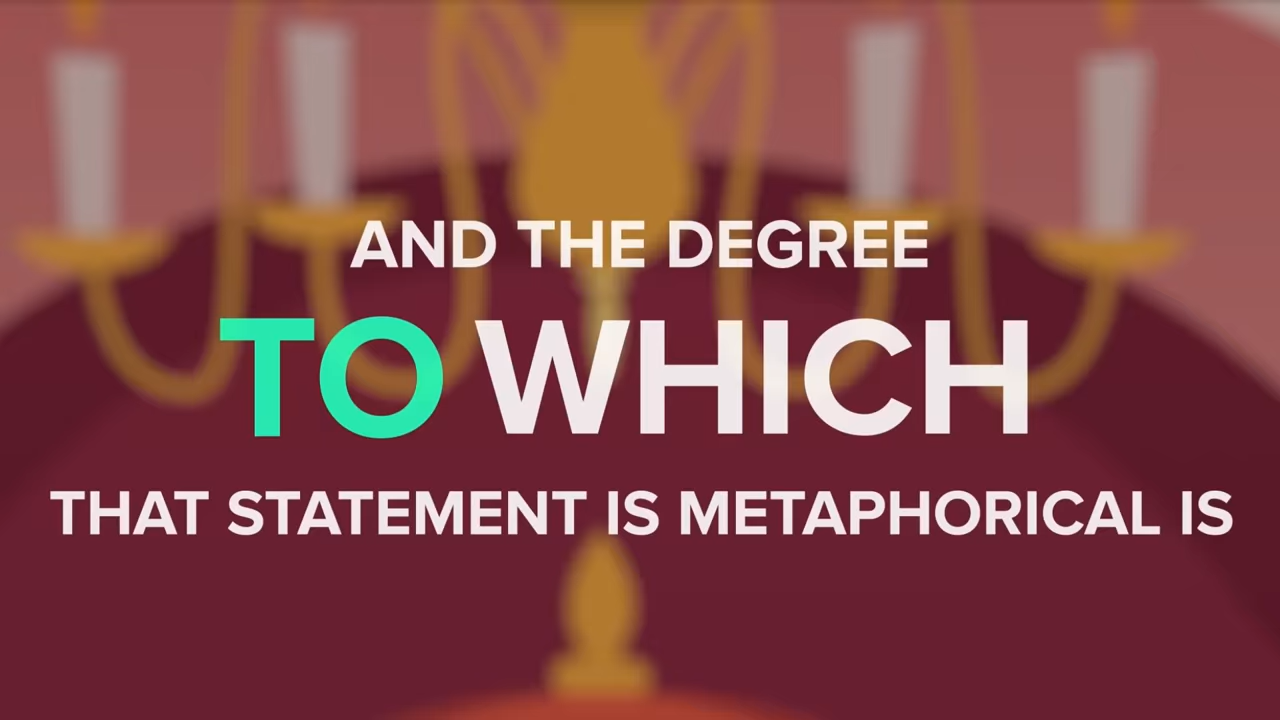 AND THE DEGREE
TO WHICH
THAT STATEMENT IS METAPHORICAL IS